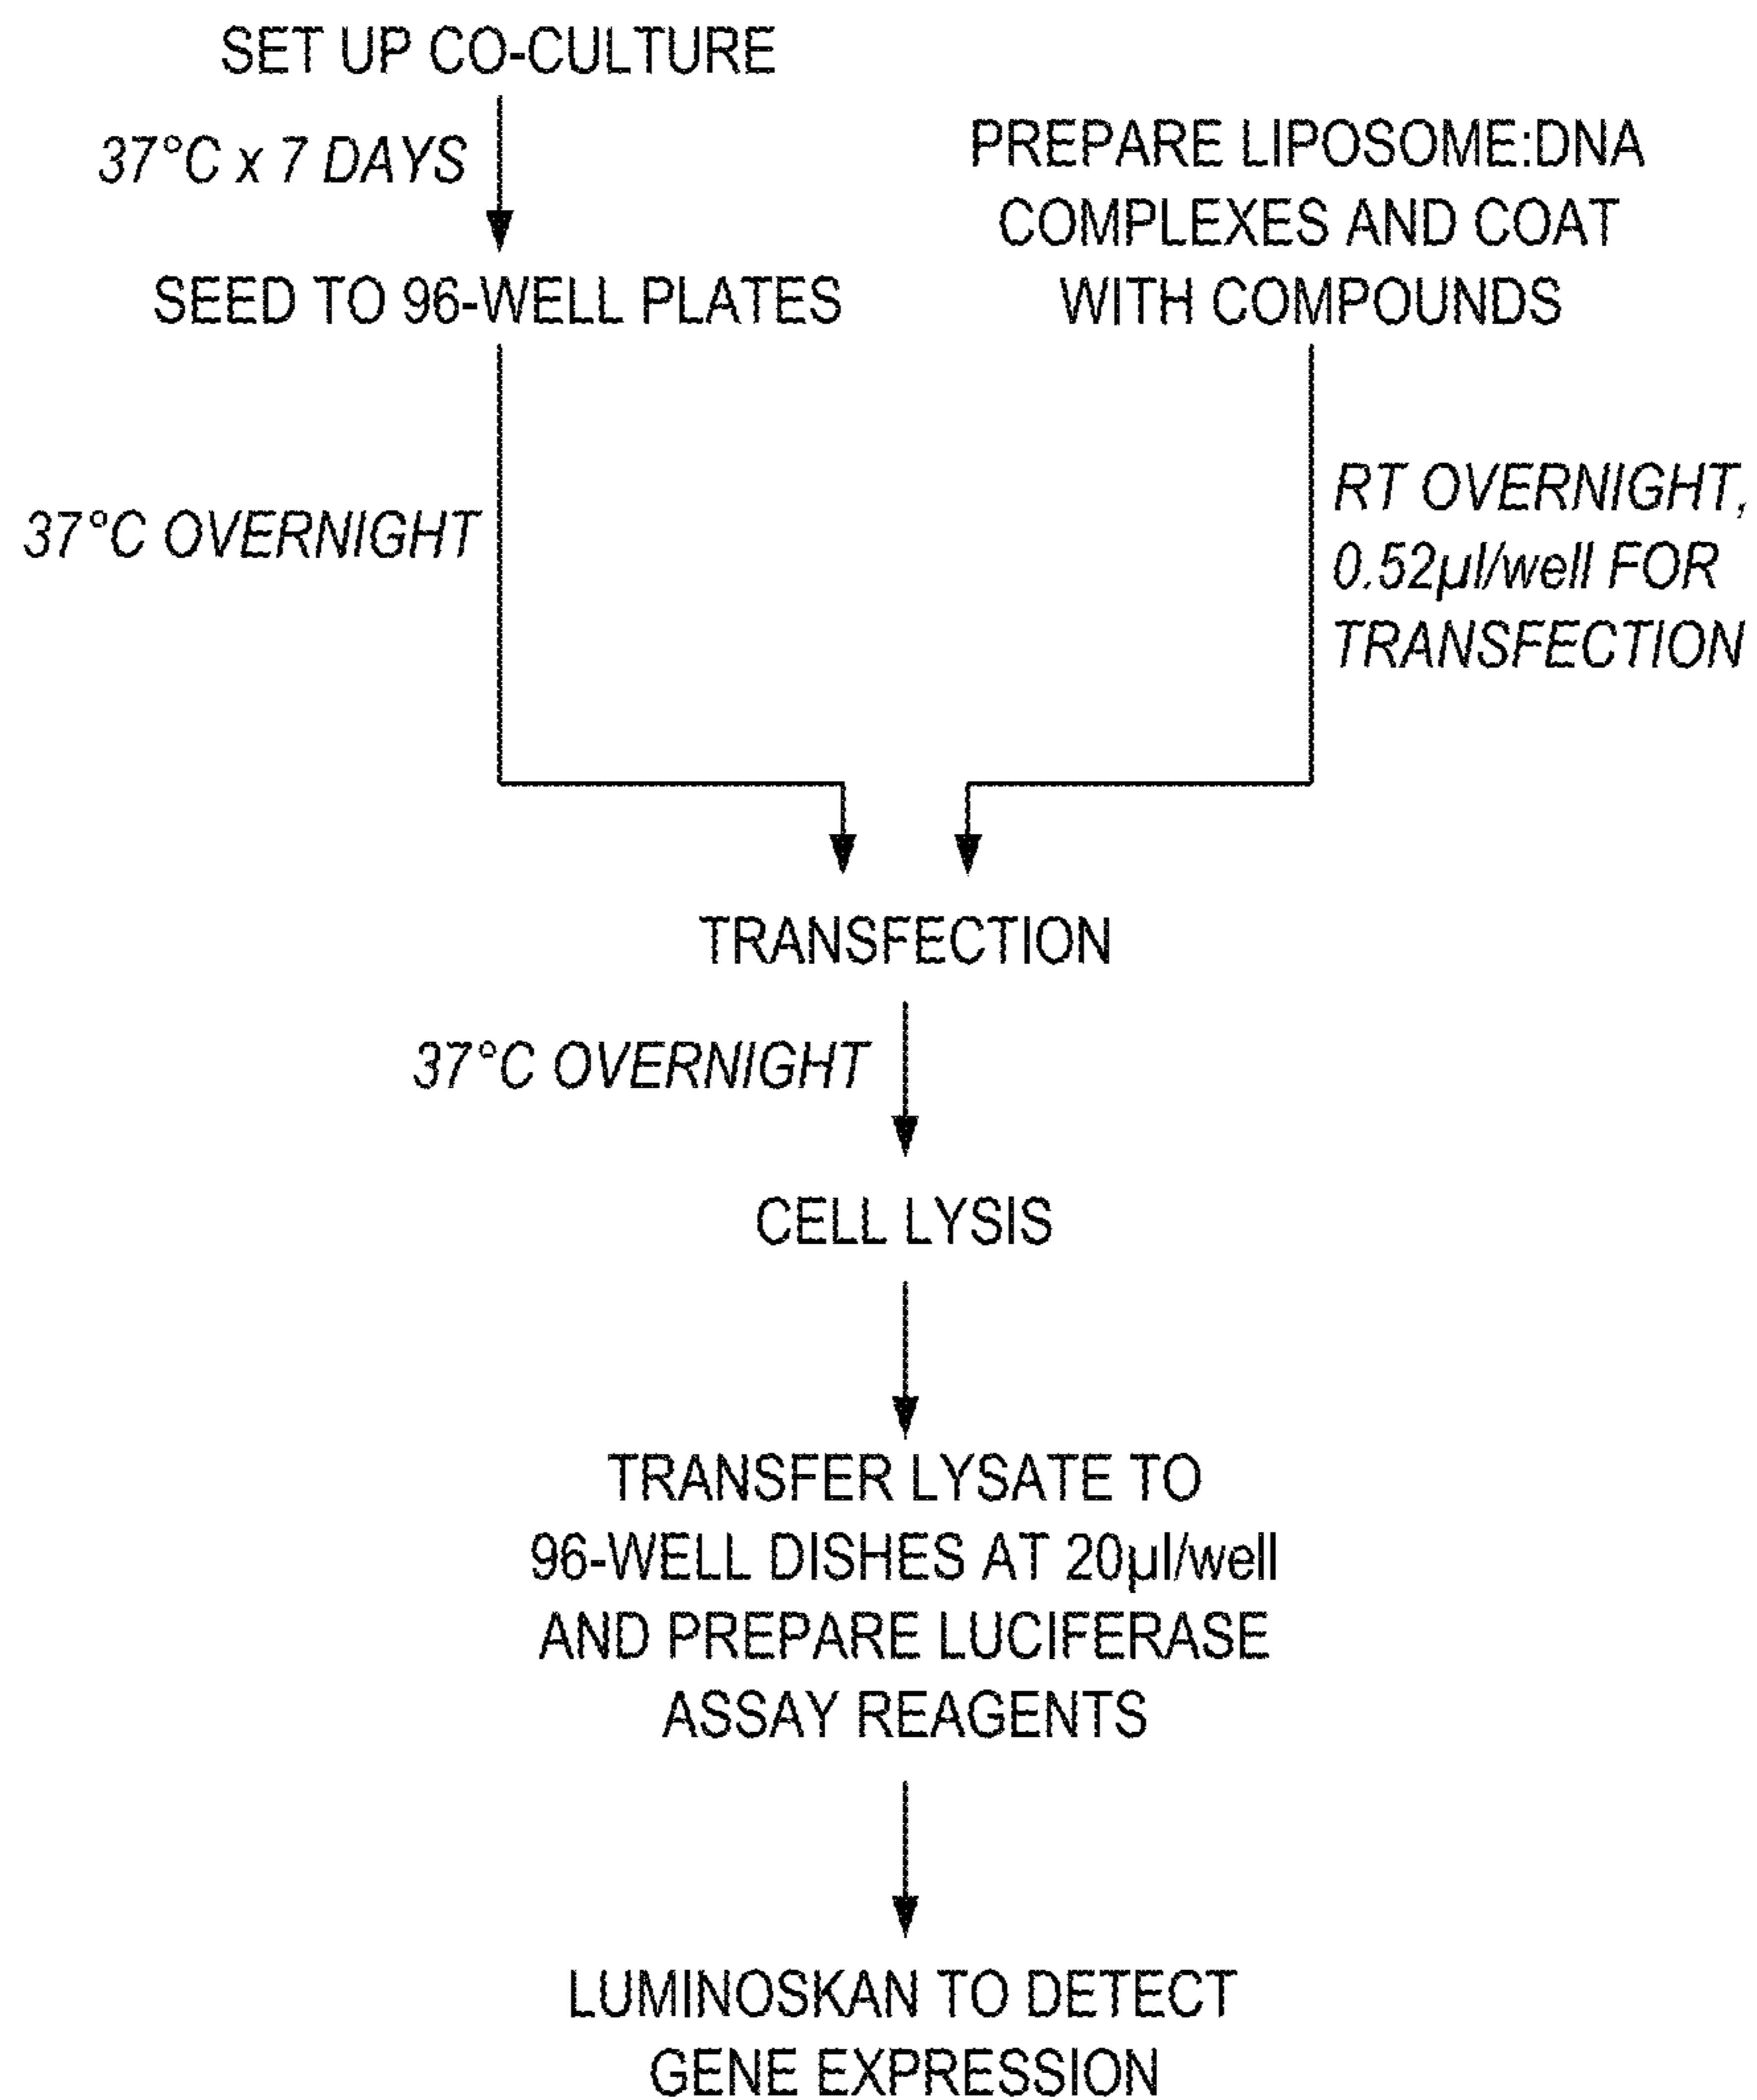 SET UP CO-CULTURE
37°C x 7 DAYS
SEED TO 96-WELL PLATES
PREPARE LIPOSOME:DNA
COMPLEXES AND COAT
WITH COMPOUNDS
37°C OVERNIGHT
RT OVERNIGHT,
0.52µl/well FOR
TRANSFECTION
TRANSFECTION
37°C OVERNIGHT
CELL LYSIS
TRANSFER LYSATE TO
96-WELL DISHES AT 20µl/well
AND PREPARE LUCIFERASE
ASSAY REAGENTS
LUMINOSKAN TO DETECT
GENE EXPRESSION